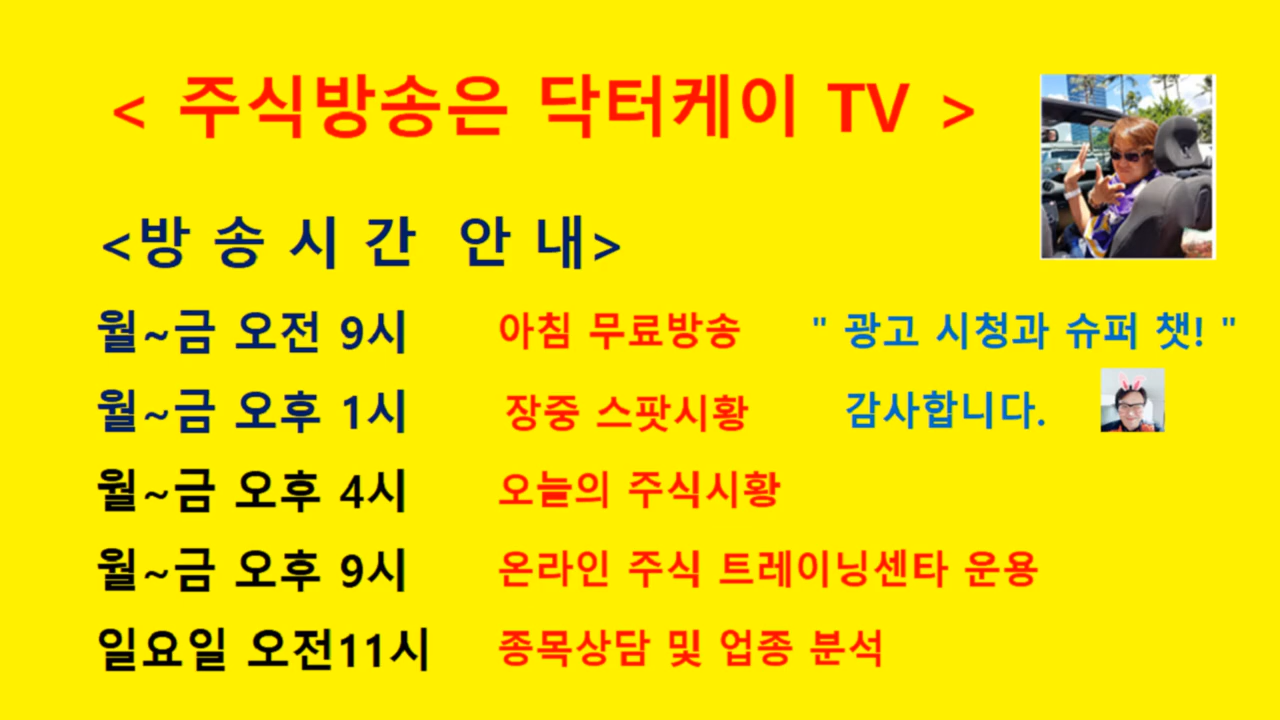 < 주식방송은 닥터케이 TV >
<방 송 시 간 안 내>
월~금 오전 9시 아침 무료방송 " 광고 시청과 슈퍼 챗! "
월~금 오후 1시 장중 스팟시황 감사합니다.
월~금 오후 4시 오늘의 주식시황
월~금 오후 9시 온라인 주식 트레이닝센타 운용
일요일 오전11시 종목상담 및 업종 분석